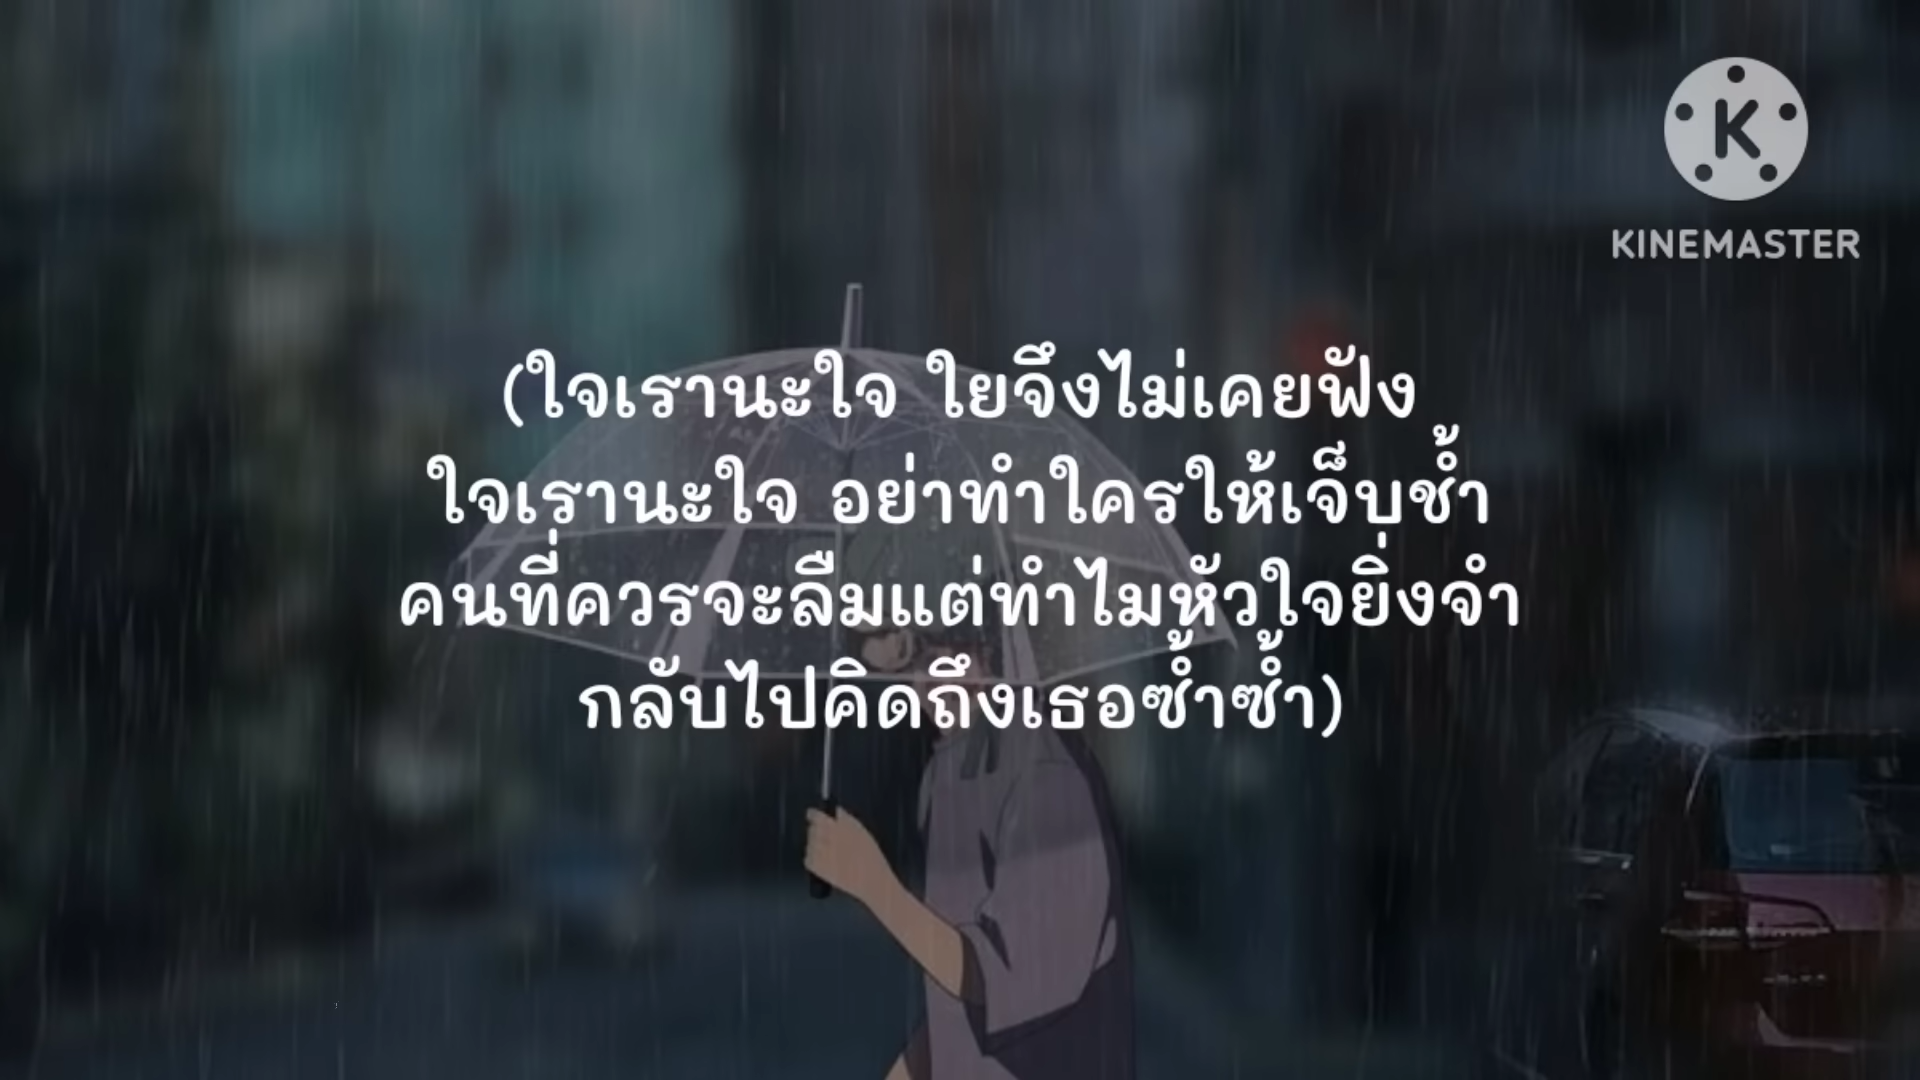 KINEMASTER
(ใจเรานะใจ ใยจึงไม่เคยฟัง
ใจเรานะใจ อย่าทำใครให้เจ็บช้ำ
คนที่ควรจะลืมแต่ทำไมหัวใจยิ่งจำ
กลับไปคิดถึงเธอซ้ำซ้ำ)